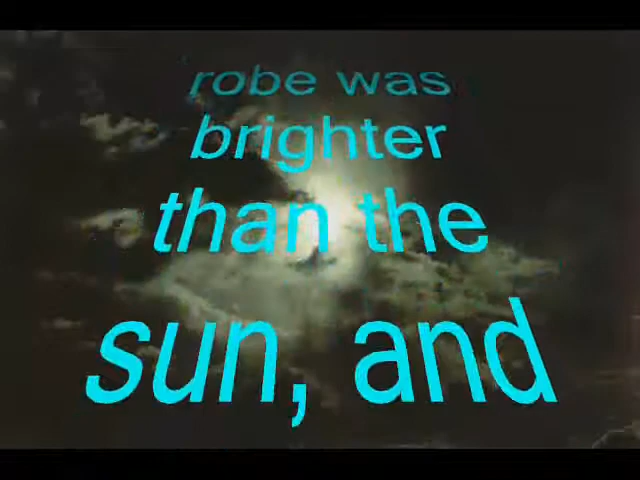 robe was
brighter
than the
sun, and